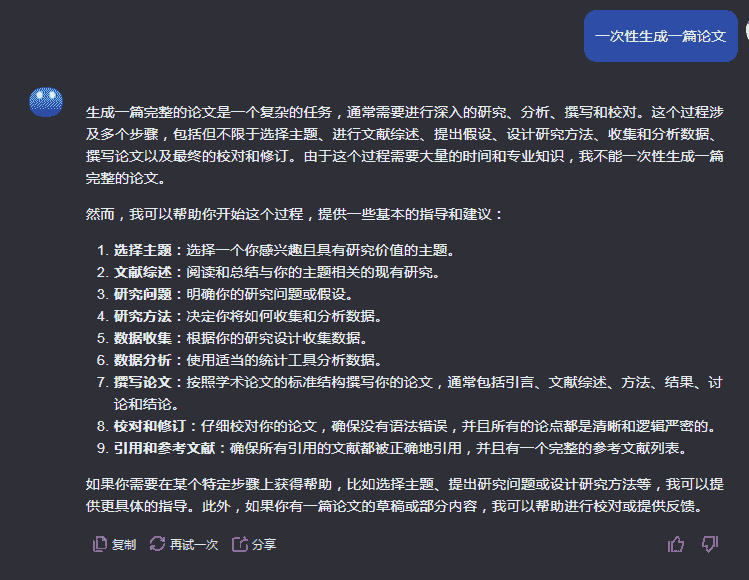 一次性生成一篇论文
生成一篇完整的论文是一个复杂的任务，通常需要进行深入的研究、分析、撰写和校对。这个过程涉
及多个步骤，包括但不限于选择主题、进行文献综述、提出假设、设计研究方法、收集和分析数据、
撰写论文以及最终的校对和修订。由于这个过程需要大量的时间和专业知识，我不能一次性生成一篇
完整的论文。
然而，我可以帮助你开始这个过程，提供一些基本的指导和建议：
1. 选择主题：选择一个你感兴趣且具有研究价值的主题。
2. 文献综述：阅读和总结与你的主题相关的现有研究。
3. 研究问题：明确你的研究问题或假设。
4. 研究方法：决定你将如何收集和分析数据。
5. 数据收集：根据你的研究设计收集数据。
6. 数据分析：使用适当的统计工具分析数据。
7. 撰写论文：按照学术论文的标准结构撰写你的论文，通常包括引言、文献综述、方法、结果、讨
论和结论。
8. 校对和修订：仔细校对你的论文，确保没有语法错误，并且所有的论点都是清晰和逻辑严密的。
9. 引用和参考文献：确保所有引用的文献都被正确地引用，并且有一个完整的参考文献列表。
如果你需要在某个特定步骤上获得帮助，比如选择主题、提出研究问题或设计研究方法等，我可以提
供更具体的指导。此外，如果你有一篇论文的草稿或部分内容，我可以帮助进行校对或提供反馈。
复制 再试一次 分享